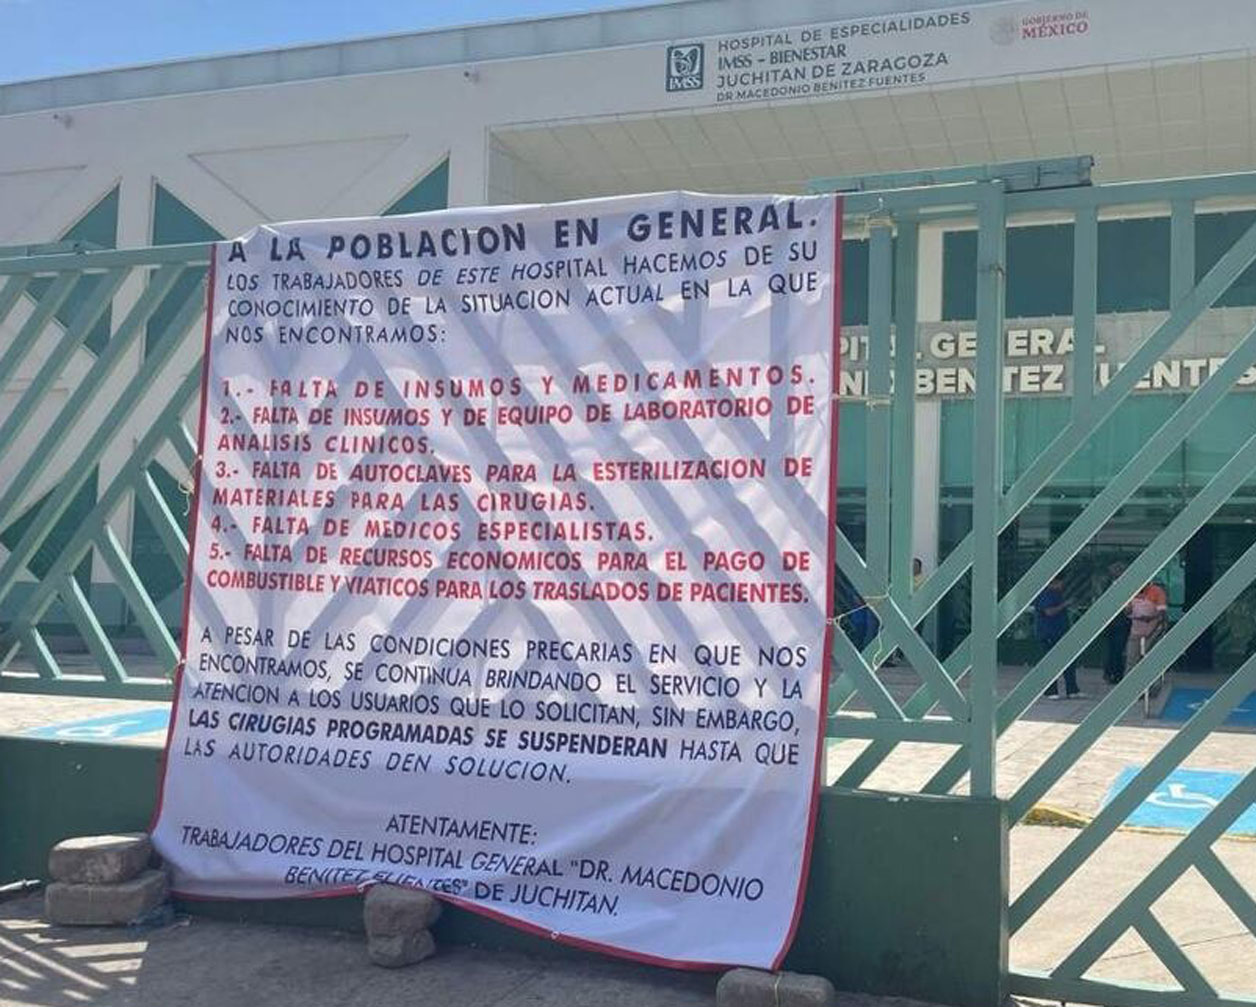 HOSPITAL DE ESPECIALIDADES
IMSS – BIENESTAR
JUCHITAN DE ZARAGOZA
DR MACEDONIO BENITEZ FUENTES
IMSS
GOBIERNO DE
MÉXICO
A LA POBLACION EN GENERAL.
LOS TRABAJADORES DE ESTE HOSPITAL HACEMOS DE SU
CONOCIMIENTO DE LA SITUACION ACTUAL EN LA QUE
NOS ENCONTRAMOS:
1.- FALTA DE INSUMOS Y MEDICAMENTOS.
2.- FALTA DE INSUMOS Y DE EQUIPO DE LABORATORIO DE
ANALISIS CLINICOS.
3.- FALTA DE AUTOCLAVES PARA LA ESTERILIZACION DE
MATERIALES PARA LAS CIRUGIAS.
4.- FALTA DE MEDICOS ESPECIALISTAS.
5.- FALTA DE RECURSOS ECONOMICOS PARA EL PAGO DE
COMBUSTIBLE Y VIATICOS PARA LOS TRASLADOS DE PACIENTES.
A PESAR DE LAS CONDICIONES PRECARIAS EN QUE NOS
ENCONTRAMOS, SE CONTINUA BRINDANDO EL SERVICIO Y LA
ATENCION A LOS USUARIOS QUE LO SOLICITAN, SIN EMBARGO,
LAS CIRUGIAS PROGRAMADAS SE SUSPENDERAN HASTA QUE
LAS AUTORIDADES DEN SOLUCION.
ATENTAMENTE:
TRABAJADORES DEL HOSPITAL GENERAL "DR. MACEDONIO
BENITEZ FUENTES" DE JUCHITAN.
GENERAL
BENITEZ FUENTES